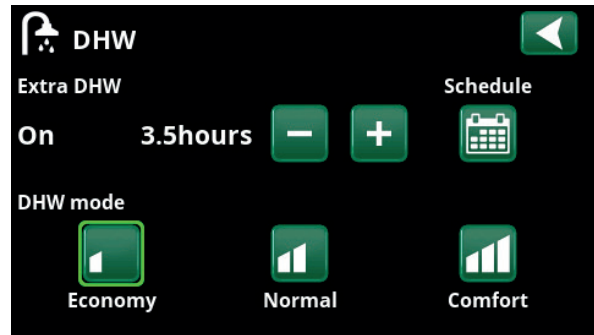 DHW
Extra DHW
Schedule
On 3.5hours
DHW mode
Economy Normal Comfort